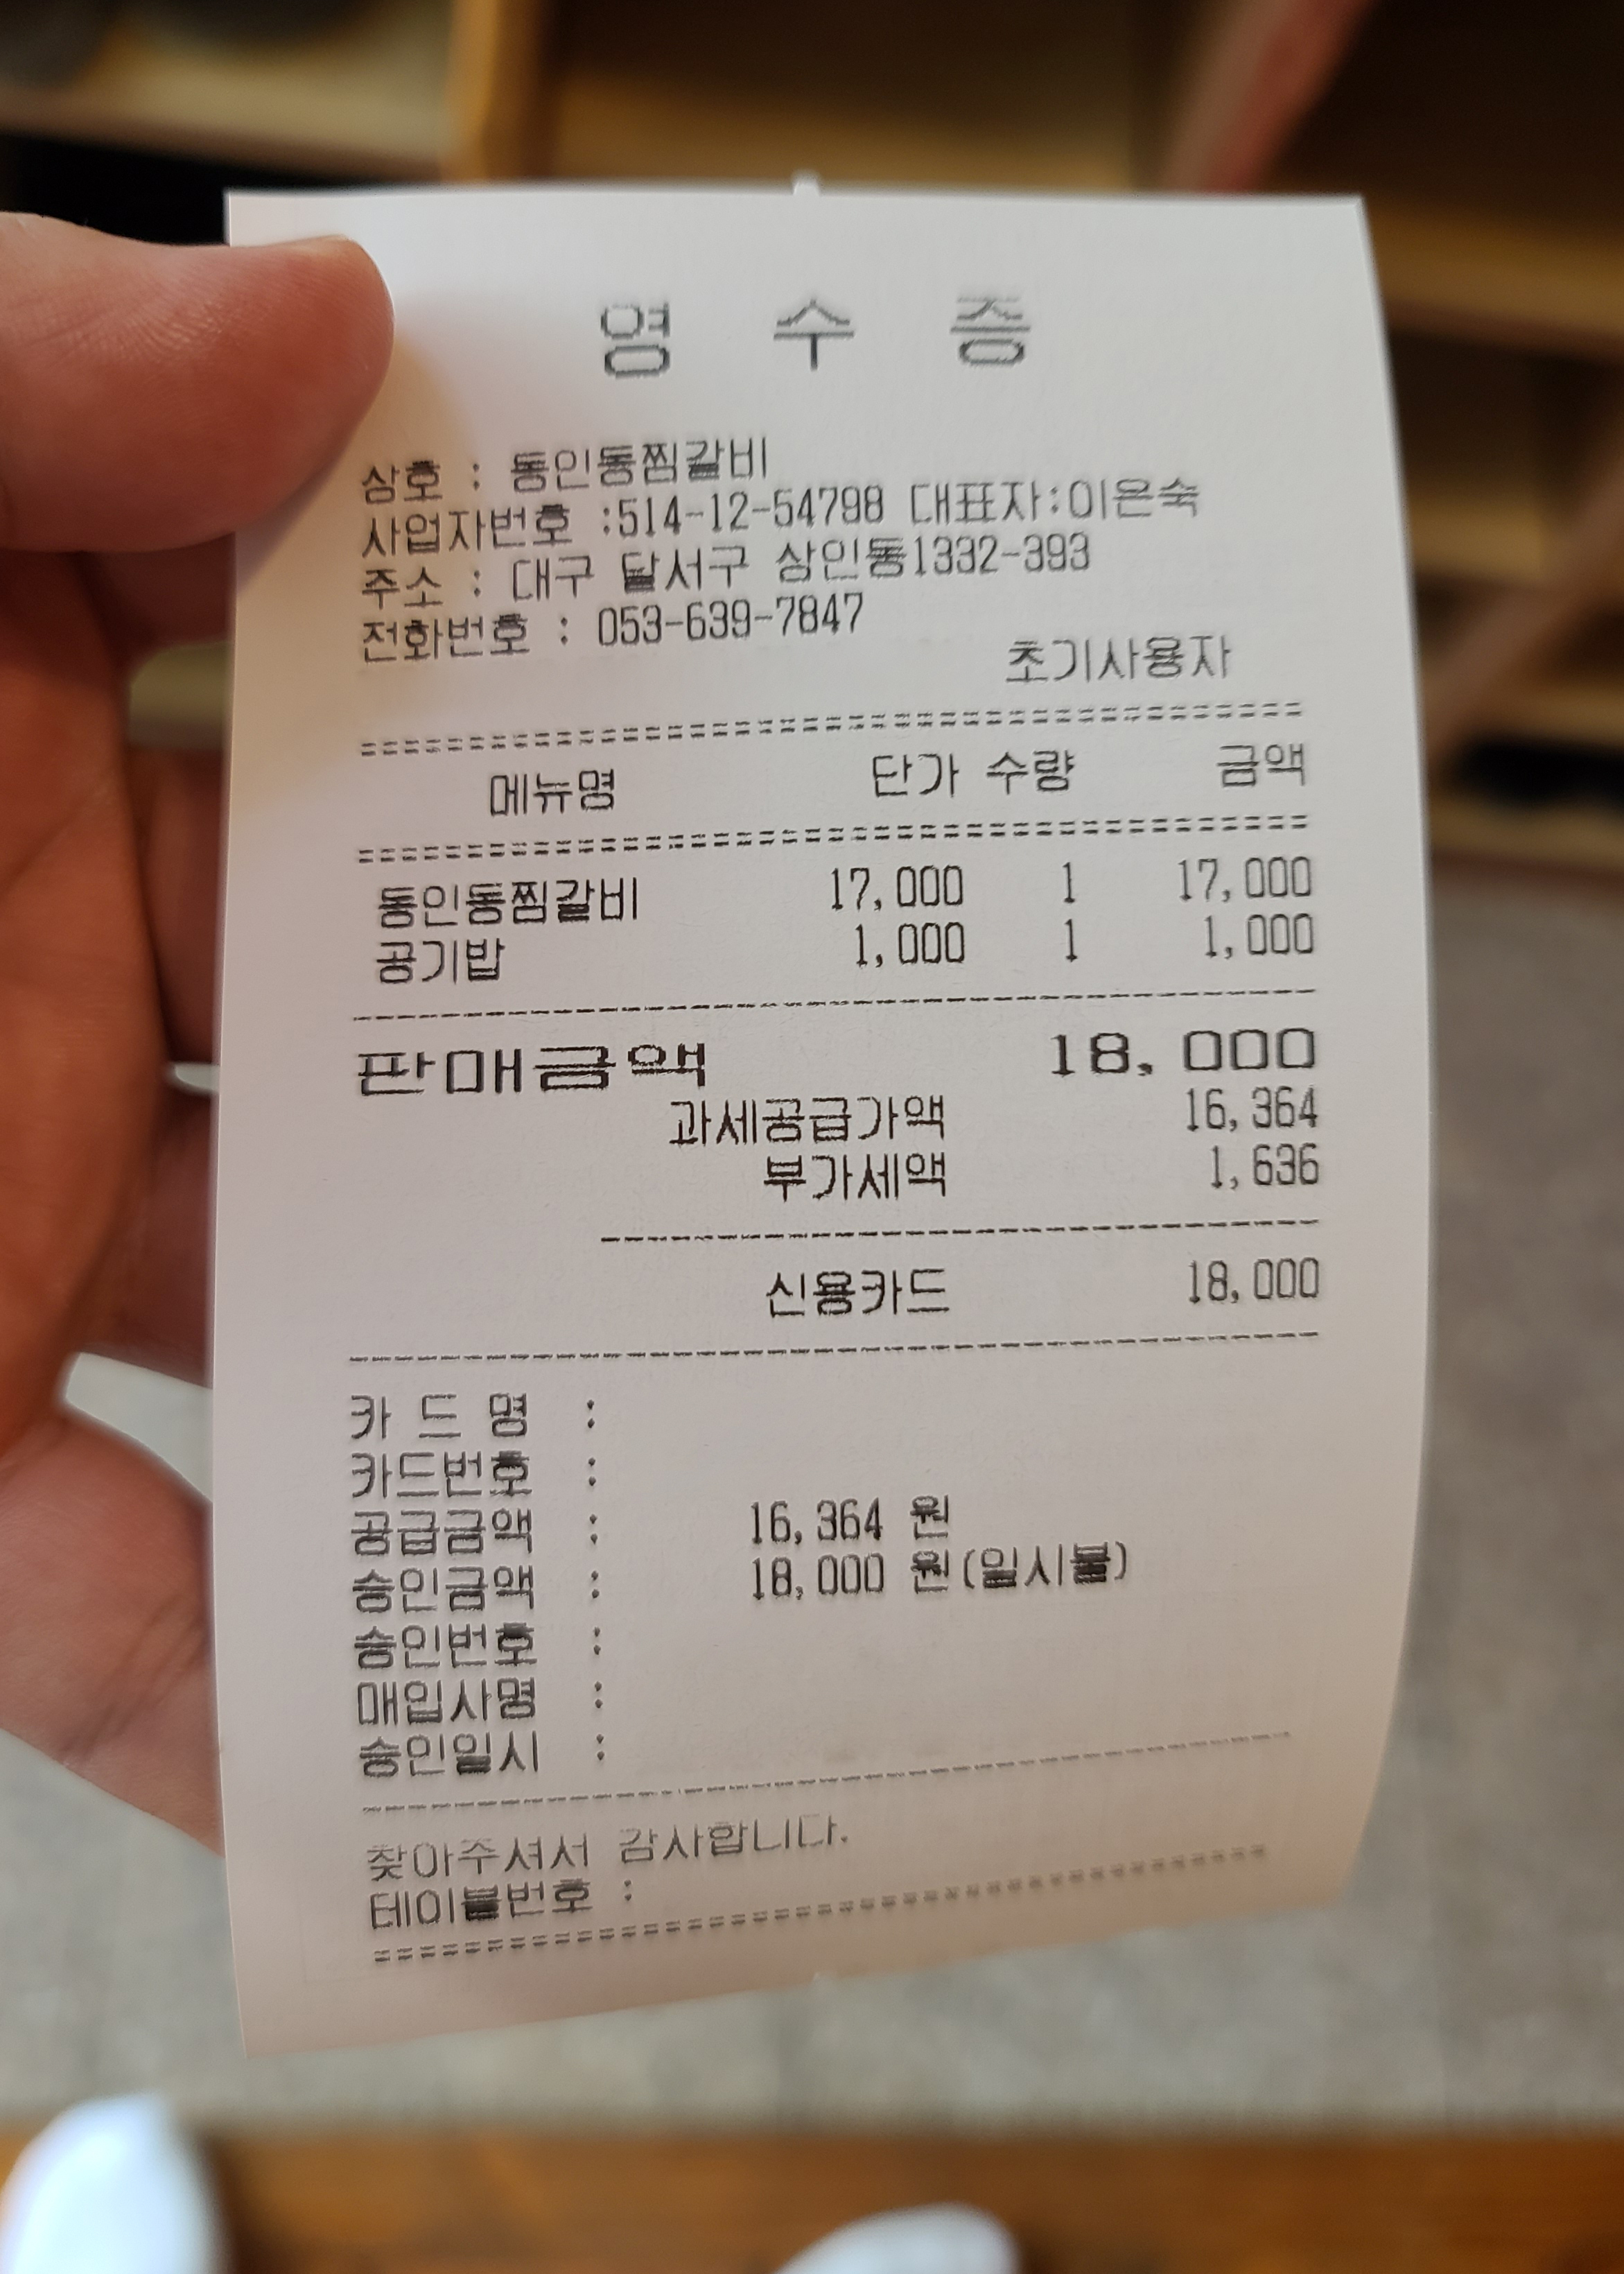 영 수 증
상호 : 동인동찜갈비
사업자번호 :514-12-54798 대표자:이은숙
주소 : 대구 달서구 상인동1332-393
전화번호 : 053-639-7847
초기사용자
메뉴명 단가 수량 금액
동인동찜갈비 17,000 1 17,000
공기밥 1,000 1 1,000
판매금액 18,000
과세공급가액 16,364
부가세액 1,636
신용카드 18,000
카 드 명 :
카드번호 :
공급금액 : 16,364 원
승인금액 : 18,000 원(일시불)
승인번호 :
매입사명 :
승인일시 :
찾아주셔서 감사합니다.
테이블번호 :